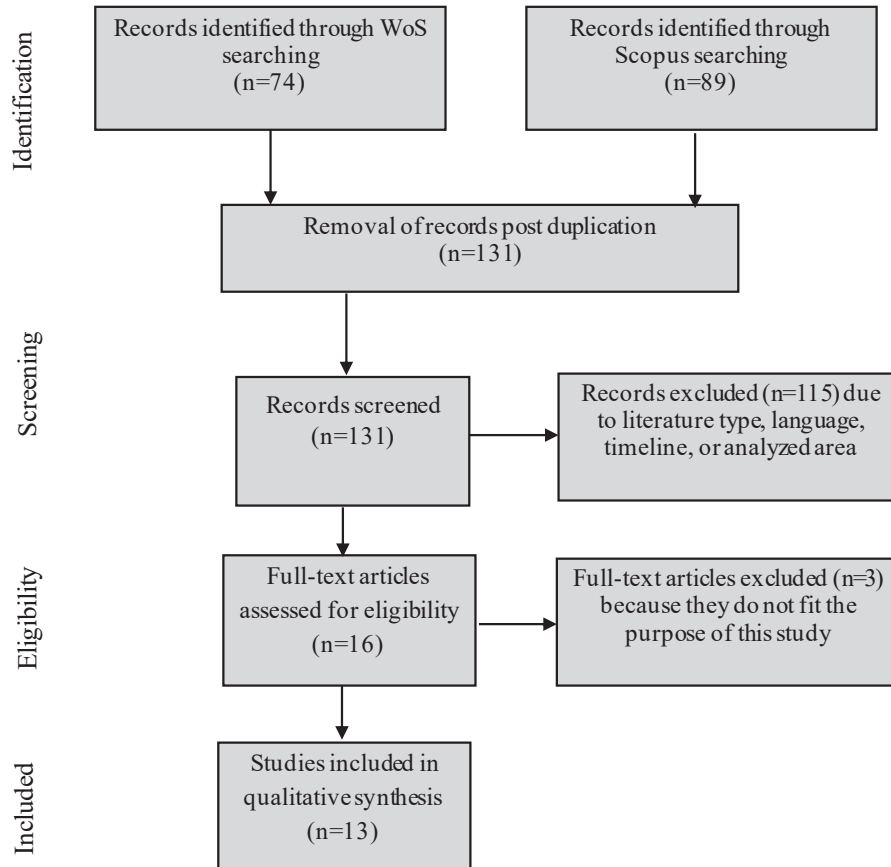 Identification
Records identified through WoS
searching
(n=74)
Records identified through
Scopus searching
(n=89)
Removal of records post duplication
(n=131)
Screening
Records screened
(n=131)
Records excluded (n=115) due
to literature type, language,
timeline, or analyzed area
Eligibility
Full-text articles
assessed for eligibility
(n=16)
Full-text articles excluded (n=3)
because they do not fit the
purpose of this study
Included
Studies included in
qualitative synthesis
(n=13)